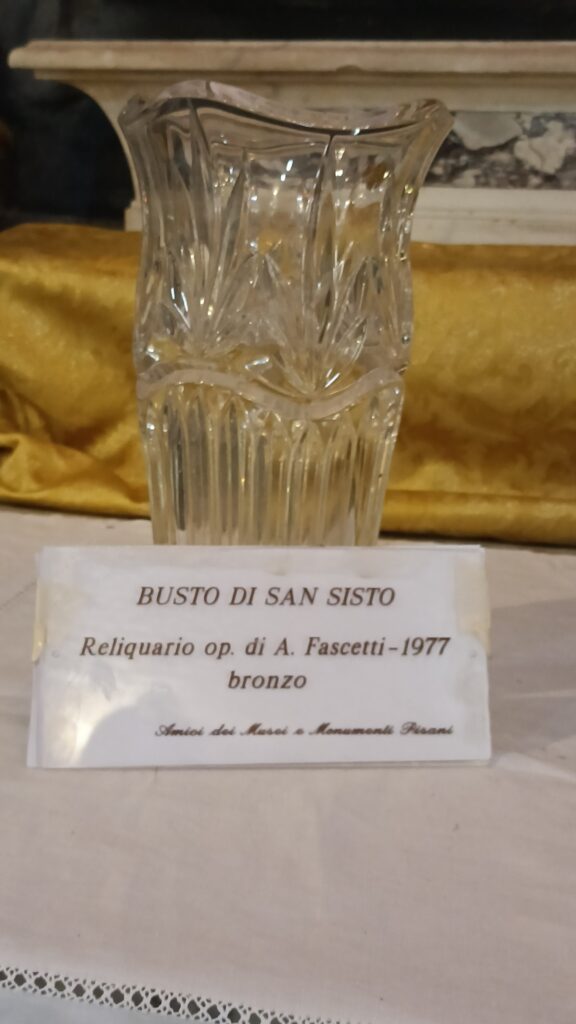 BUSTO DI SAN SISTO
Reliquario op. di A. Fascetti-1977
bronzo
Amici dei Musei e Monumenti Pisani